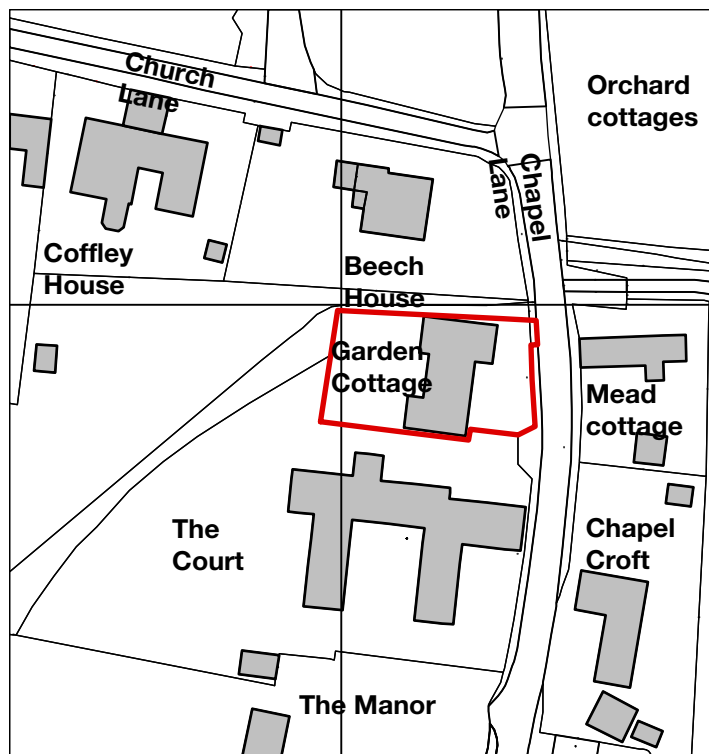 Church
Lane
Orchard
cottages
Chapel
Lane
Coffley
House
Beech
House
Garden
Cottage
Mead
cottage
The
Court
Chapel
Croft
The Manor